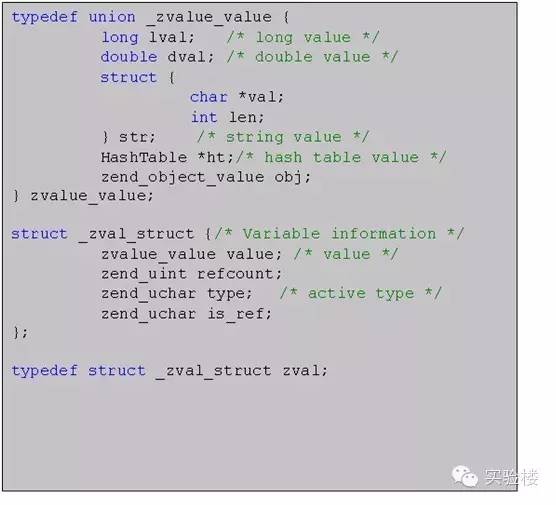 typedef union _zvalue_value {
long lval; /* long value */
double dval; /* double value */
struct {
char *val;
int len;
} str; /* string value */
HashTable *ht;/* hash table value */
zend_object_value obj;
} zvalue_value;
struct _zval_struct {/* Variable information */
zvalue_value value; /* value */
zend_uint refcount;
zend_uchar type; /* active type */
zend_uchar is_ref;
};
typedef struct _zval_struct zval;
实验楼